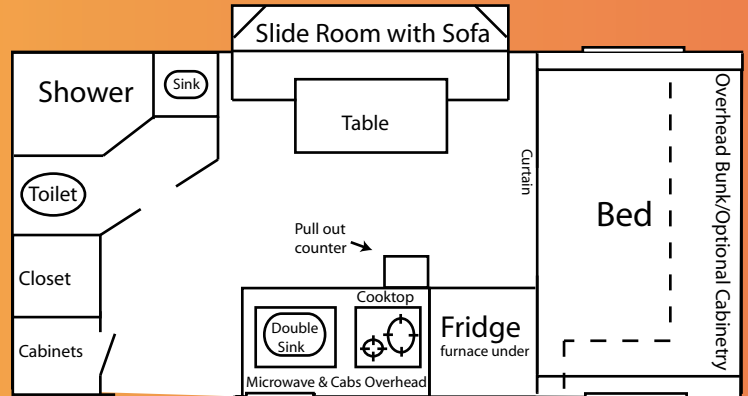 Slide Room with Sofa
Shower
Sink
Table
Toilet
Curtain
Bed
Overhead Bunk/Optional Cabinetry
Pull out
counter
Closet
Cooktop
Double
Sink
Fridge
furnace under
Cabinets
Microwave & Cabs Overhead